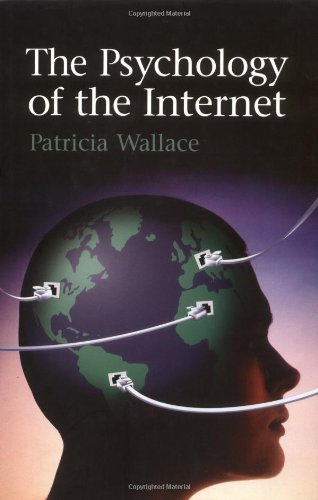 The Psychology
of the Internet
Patricia Wallace